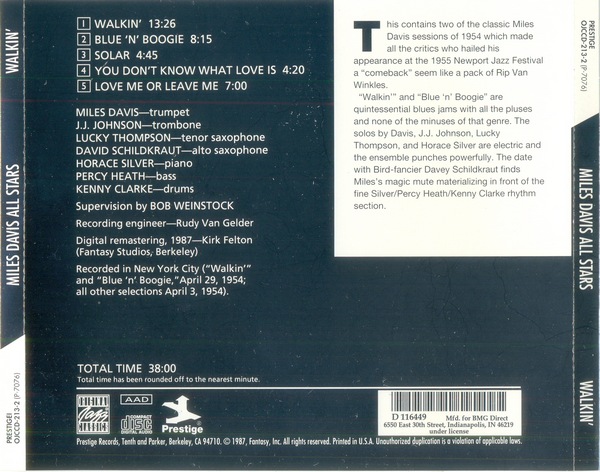 WALKIN'
MILES DAVIS ALL STARS
PRESTIGE/
OJCCD-213-2 (P-7076)
1 WALKIN' 13:26
2 BLUE 'N' BOOGIE 8:15
3 SOLAR 4:45
4 YOU DON'T KNOW WHAT LOVE IS 4:20
5 LOVE ME OR LEAVE ME 7:00
MILES DAVIS—trumpet
J.J. JOHNSON—trombone
LUCKY THOMPSON—tenor saxophone
DAVID SCHILDKRAUT—alto saxophone
HORACE SILVER—piano
PERCY HEATH—bass
KENNY CLARKE—drums
Supervision by BOB WEINSTOCK
Recording engineer—Rudy Van Gelder
Digital remastering, 1987—Kirk Felton
(Fantasy Studios, Berkeley)
Recorded in New York City ("Walkin'"
and "Blue 'n' Boogie," April 29, 1954;
all other selections April 3, 1954).
TOTAL TIME 38:00
Total time has been rounded off to the nearest minute.
This contains two of the classic Miles
Davis sessions of 1954 which made
all the critics who hailed his
appearance at the 1955 Newport Jazz Festival
a "comeback" seem like a pack of Rip Van
Winkles.
"Walkin'" and "Blue 'n' Boogie" are
quintessential blues jams with all the pluses
and none of the minuses of that genre. The
solos by Davis, J.J. Johnson, Lucky
Thompson, and Horace Silver are electric and
the ensemble punches powerfully. The date
with Bird-fancier Davey Schildkraut finds
Miles's magic mute materializing in front of the
fine Silver/Percy Heath/Kenny Clarke rhythm
section.
ORIGINAL
Jazz
CLASSICS
AAD
COMPACT
disc
DIGITAL AUDIO
Prestige
D 116449 Mfd. for BMG Direct
6550 East 30th Street, Indianapolis, IN 46219
under license
Prestige Records, Tenth and Parker, Berkeley, CA 94710. © 1987, Fantasy, Inc. All rights reserved. Printed in U.S.A. Unauthorized duplication is a violation of applicable laws.
PRESTIGE/
OJCCD-213-2 (P-7076)
MILES DAVIS ALL STARS
WALKIN'